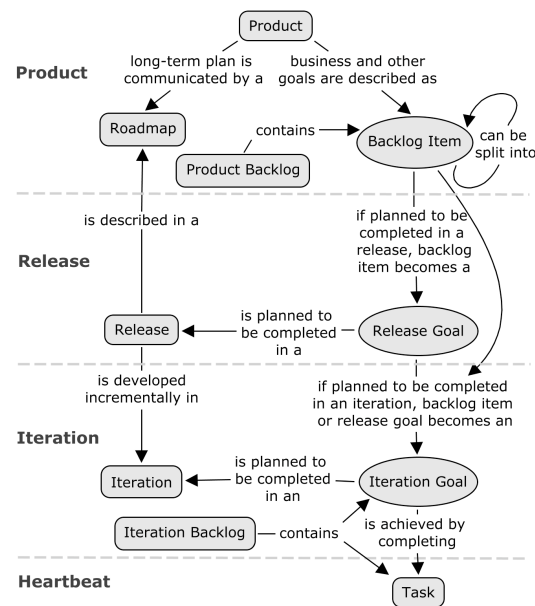 Product
long-term plan is
communicated by a
business and other
goals are described as
Product
Roadmap
contains
Backlog Item
can be
split into
Product Backlog
is described in a
if planned to be
completed in a
release, backlog
item becomes a
Release
Release
is planned to
be completed
in a
Release Goal
is developed
incrementally in
if planned to be completed
in an iteration, backlog item
or release goal becomes an
Iteration
is planned to
be completed
in an
Iteration
Iteration Goal
Iteration Backlog
contains
is achieved by
completing
Heartbeat
Task